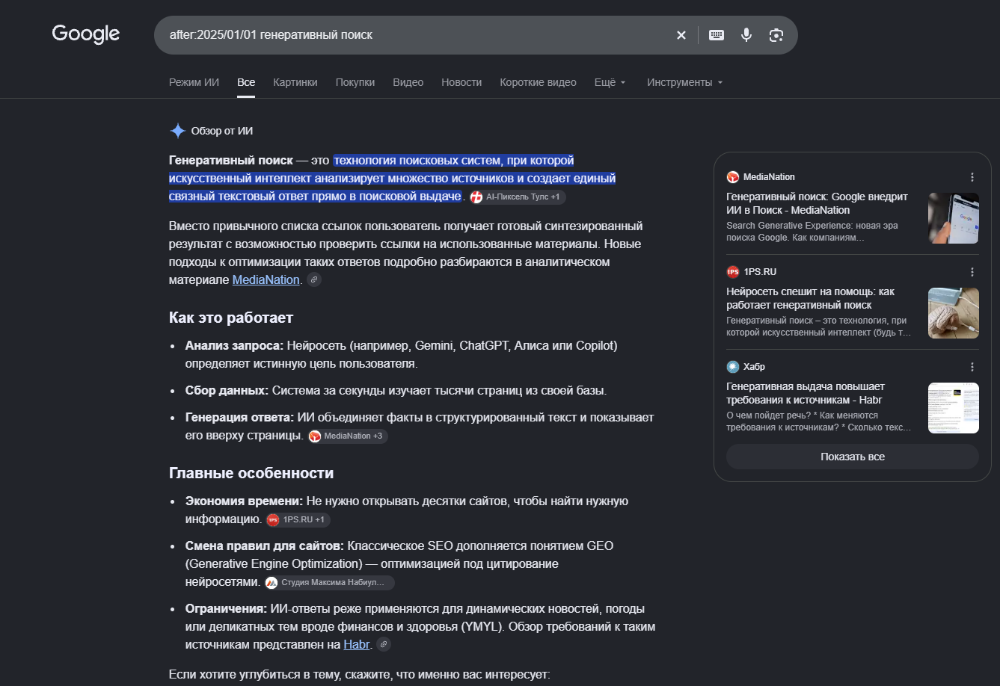 Google
after:2025/01/01 генеративный поиск
Режим ИИ
Все
Картинки
Покупки
Видео
Новости
Короткие видео
Ещё
Инструменты
Обзор от ИИ
Генеративный поиск — это технология поисковых систем, при которой
искусственный интеллект анализирует множество источников и создает единый
связный текстовый ответ прямо в поисковой выдаче. AI-Пиксель Тулс +1
Вместо привычного списка ссылок пользователь получает готовый синтезированный
результат с возможностью проверить ссылки на использованные материалы. Новые
подходы к оптимизации таких ответов подробно разбираются в аналитическом
материале MediaNation.
Как это работает
• Анализ запроса: Нейросеть (например, Gemini, ChatGPT, Алиса или Copilot)
определяет истинную цель пользователя.
• Сбор данных: Система за секунды изучает тысячи страниц из своей базы.
• Генерация ответа: ИИ объединяет факты в структурированный текст и показывает
его вверху страницы. MediaNation +3
Главные особенности
• Экономия времени: Не нужно открывать десятки сайтов, чтобы найти нужную
информацию. 1PS 1PS.RU +1
• Смена правил для сайтов: Классическое SEO дополняется понятием GEO
(Generative Engine Optimization) — оптимизацией под цитирование
нейросетями. Студия Максима Набиул...
• Ограничения: ИИ-ответы реже применяются для динамических новостей, погоды
или деликатных тем вроде финансов и здоровья (YMYL). Обзор требований к таким
источникам представлен на Habr.
Если хотите углубиться в тему, скажите, что именно вас интересует:
MediaNation
Генеративный поиск: Google внедрит
ИИ в Поиск - MediaNation
Search Generative Experience: новая эра
поиска Google. Как компаниям...
Google
1PS 1PS.RU
Нейросеть спешит на помощь: как
работает генеративный поиск
Генеративный поиск – это технология, при
которой искусственный интеллект (будь т...
Хабр
Генеративная выдача повышает
требования к источникам - Habr
О чем пойдет речь? * Как меняются
требования к источникам? * Сколько текс...
Показать все